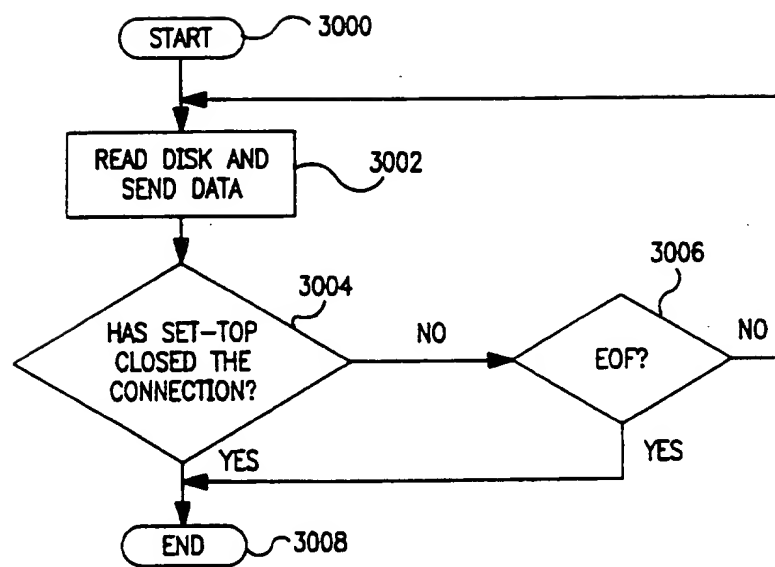 START
3000
READ DISK AND
SEND DATA
3002
HAS SET-TOP
CLOSED THE
CONNECTION?
3004
NO
EOF?
3006
NO
YES
YES
END
3008